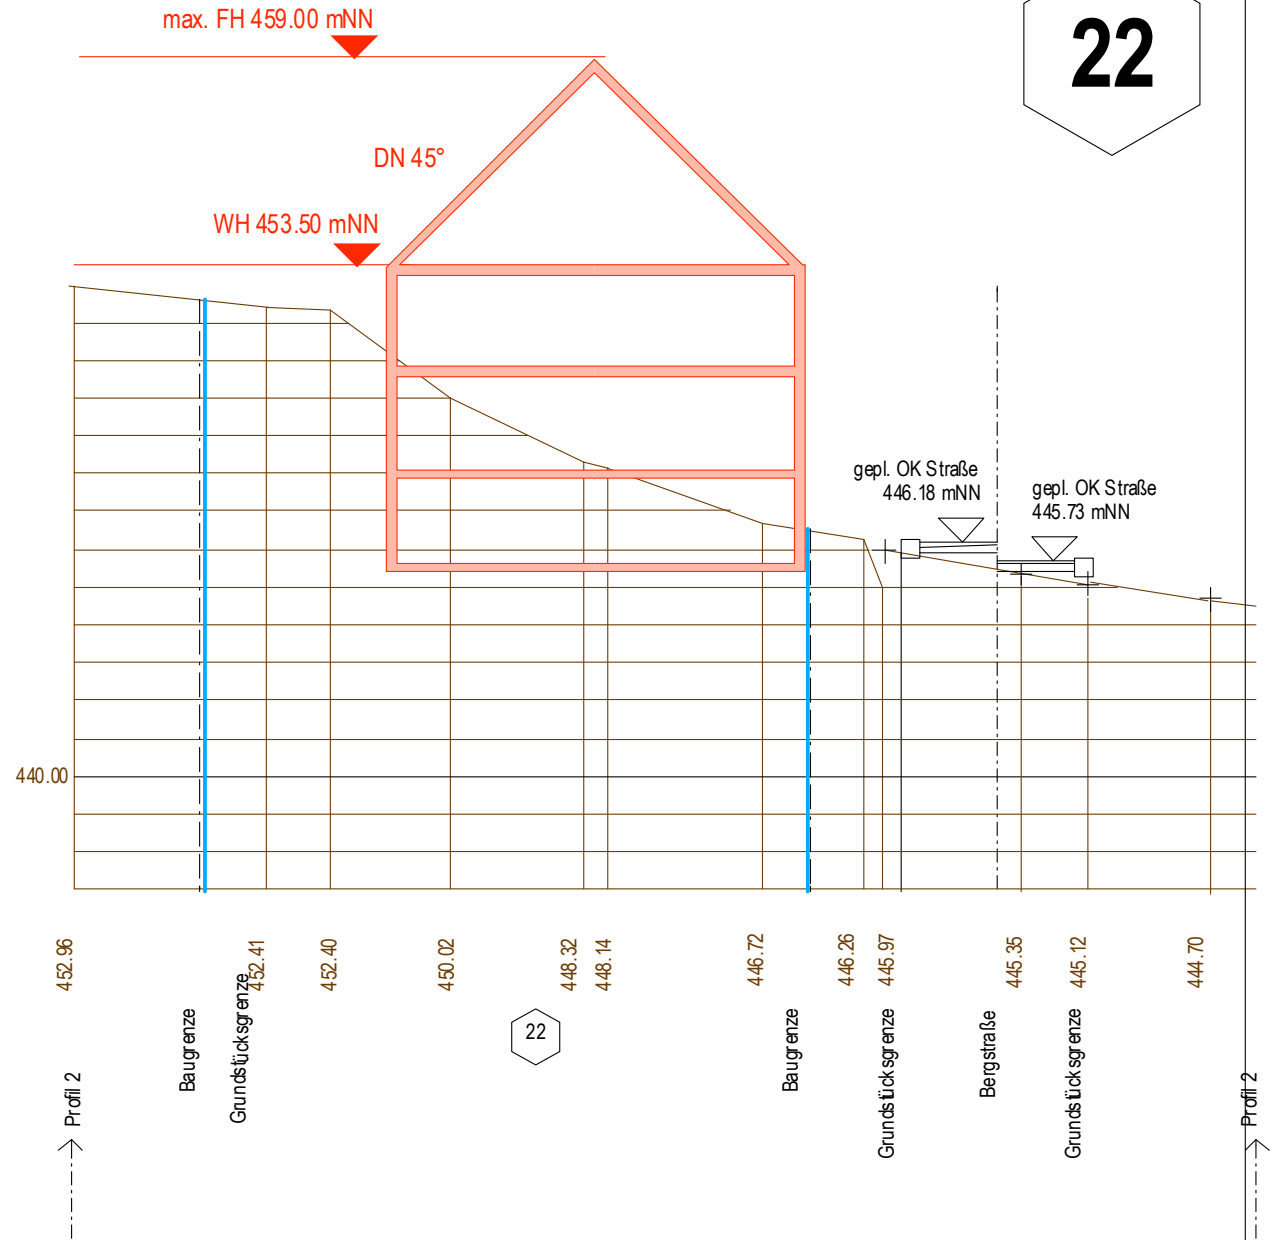 max. FH 459.00 mNN
22
DN 45°
WH 453.50 mNN
gepl. OK Straße
446.18 mNN
gepl. OK Straße
445.73 mNN
440.00
452.96
452.41
452.40
450.02
448.32
448.14
446.72
446.26
445.97
445.35
445.12
444.70
Baugrenze
Grundstücksgrenze
22
Baugrenze
Grundstücksgrenze
Bergstraße
Grundstücksgrenze
Profil 2
Profil 2